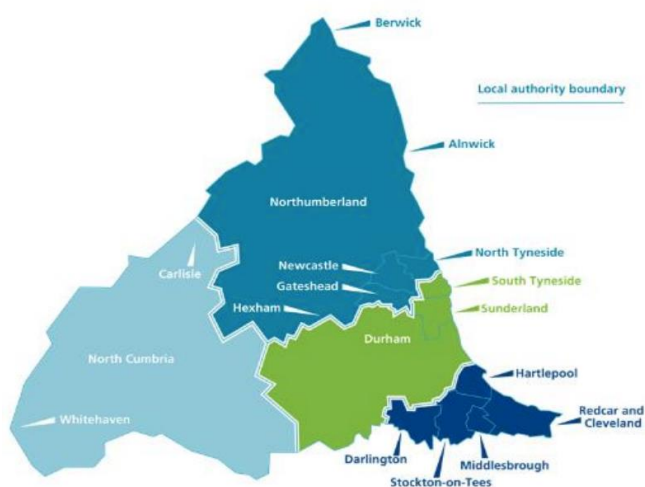 Berwick
Local authority boundary
Alnwick
Northumberland
North Tyneside
Newcastle
Carlisle
South Tyneside
Gateshead
Hexham
Sunderland
Durham
North Cumbria
Hartlepool
Redcar and
Cleveland
Whitehaven
Darlington
Middlesbrough
Stockton-on-Tees